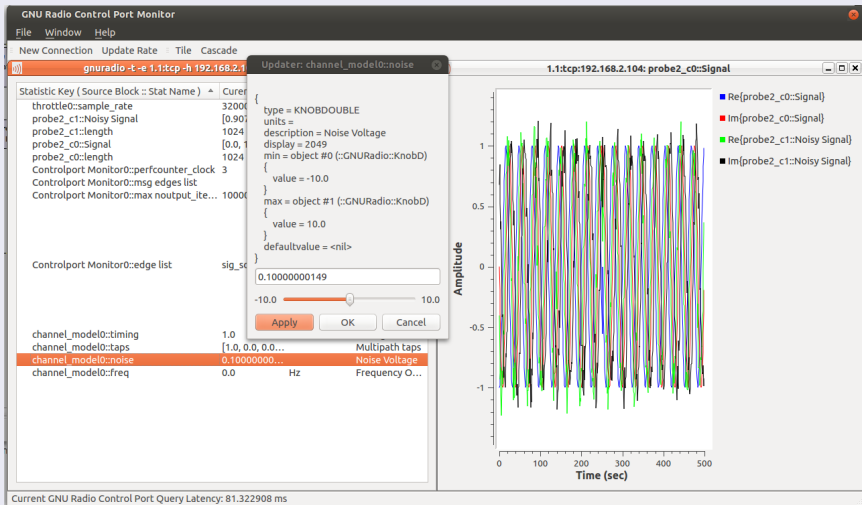 GNU Radio Control Port Monitor
File Window Help
New Connection Update Rate Tile Cascade
gnuradio -t -e 1.1:tcp -h 192.168.2.1
Statistic Key ( Source Block :: Stat Name )
throttle0::sample_rate 32000
probe2_c1::Noisy Signal [0.907
probe2_c1::length 1024
probe2_c0::Signal [0.0, 1
probe2_c0::length 1024
Controlport Monitor0::perfcounter_clock 3
Controlport Monitor0::msg edges list
Controlport Monitor0::max noutput_ite... 10000
Controlport Monitor0::edge list sig_so
channel_model0::timing 1.0
channel_model0::taps [1.0, 0.0, 0.0... Multipath taps
channel_model0::noise 0.10000000... Noise Voltage
channel_model0::freq 0.0 Hz Frequency O...
Updater: channel_model0::noise
{
type = KNOBDOUBLE
units =
description = Noise Voltage
display = 2049
min = object #0 (::GNURadio::KnobD)
{
value = -10.0
}
max = object #1 (::GNURadio::KnobD)
{
value = 10.0
}
defaultvalue = <nil>
}
0.10000000149
-10.0 10.0
Apply OK Cancel
1.1:tcp:192.168.2.104: probe2_c0::Signal
Re{probe2_c0::Signal}
Im{probe2_c0::Signal}
Re{probe2_c1::Noisy Signal}
Im{probe2_c1::Noisy Signal}
Amplitude
1
0.5
0
-0.5
-1
0 100 200 300 400 500
Time (sec)
Current GNU Radio Control Port Query Latency: 81.322908 ms